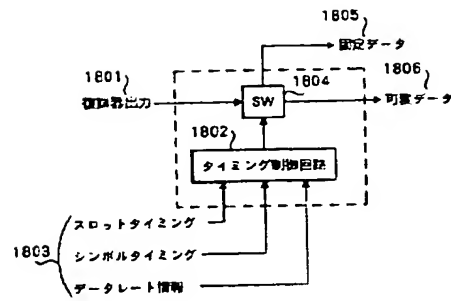 1805
固定データ
1801
1804
1806
復調器出力
SW
可変データ
1802
タイミング制御回路
スロットタイミング
1803
シンボルタイミング
データレート情報